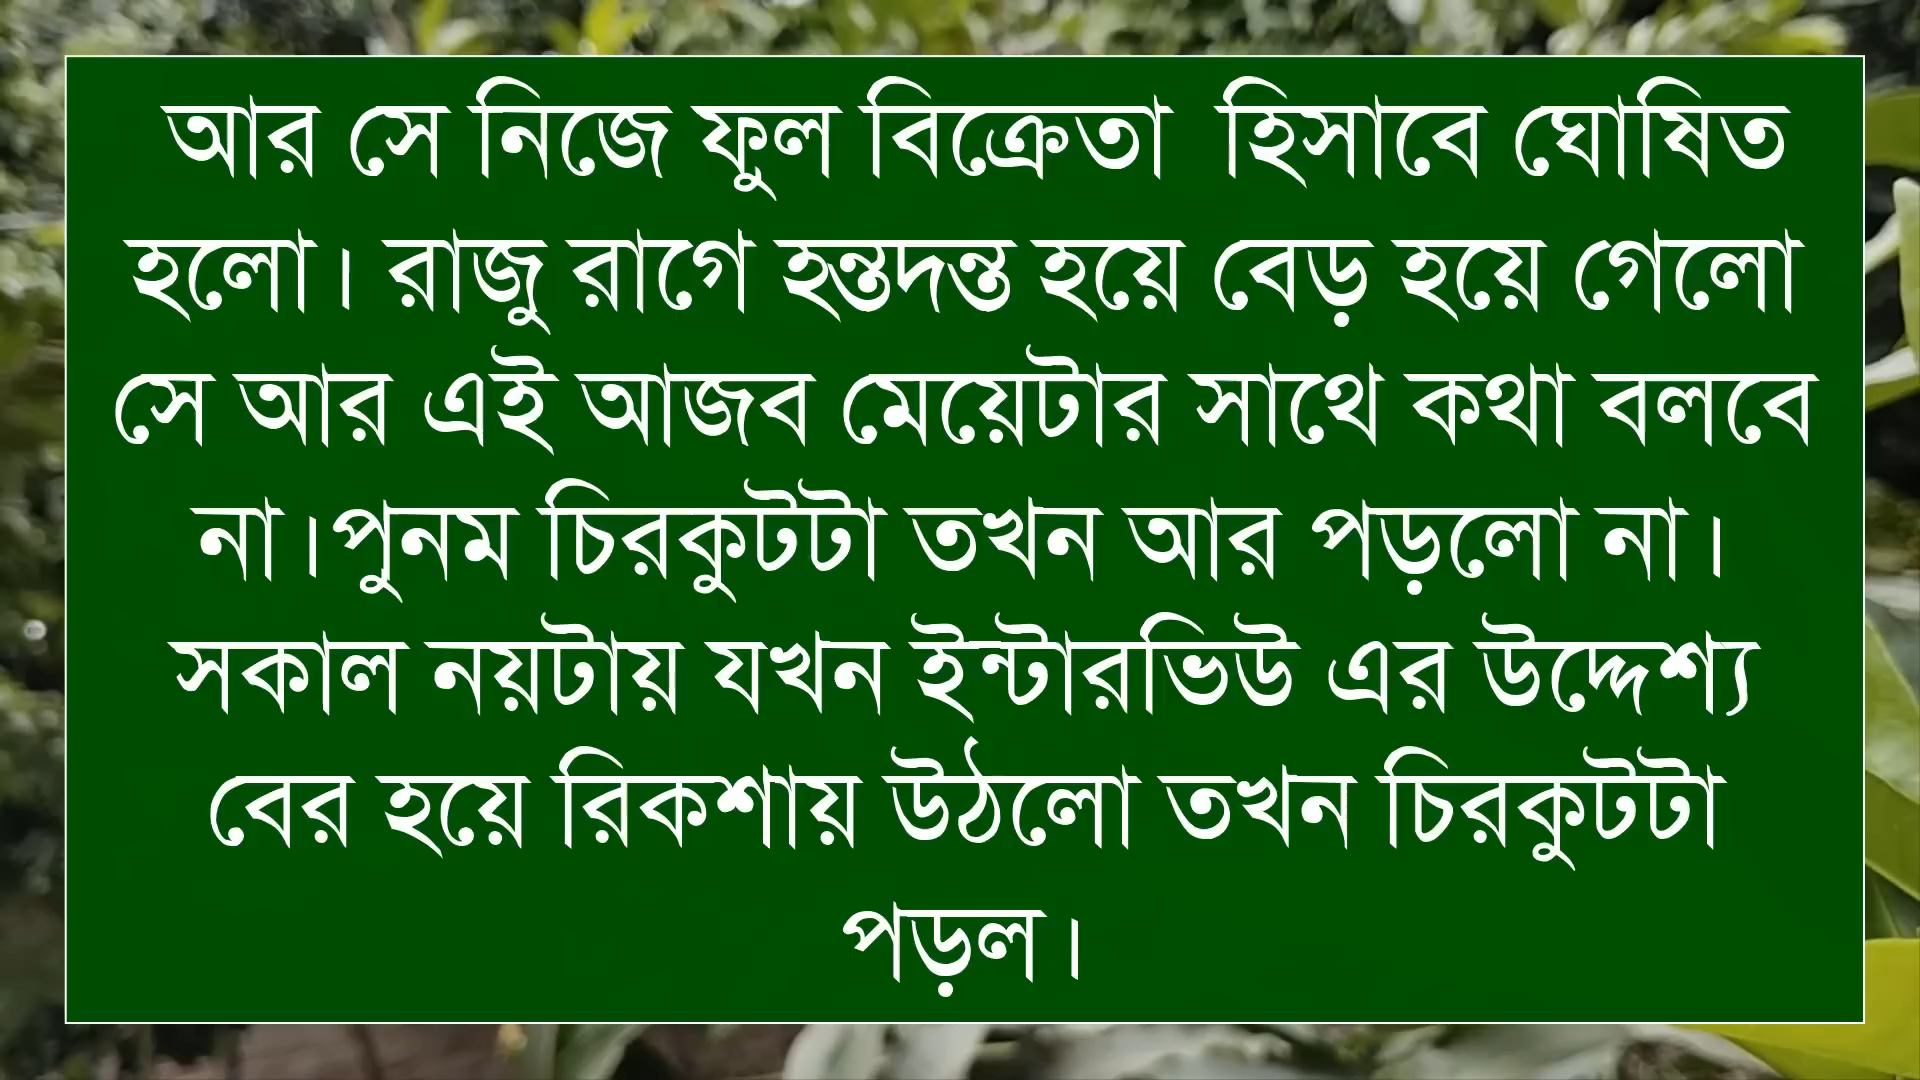 আর সে নিজে ফুল বিক্রেতা হিসাবে ঘোষিত
হলো। রাজু রাগে হন্তদন্ত হয়ে বেড় হয়ে গেলো
সে আর এই আজব মেয়েটার সাথে কথা বলবে
না।পুনম চিরকুটটা তখন আর পড়লো না।
সকাল নয়টায় যখন ইন্টারভিউ এর উদ্দেশ্য
বের হয়ে রিকশায় উঠলো তখন চিরকুটটা
পড়ল।